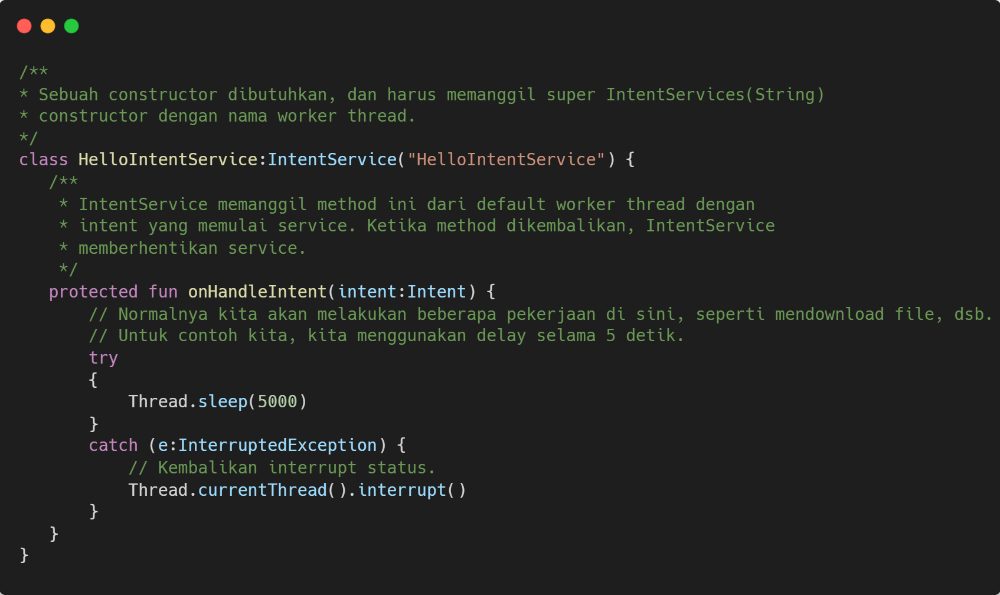 /**
* Sebuah constructor dibutuhkan, dan harus memanggil super IntentServices(String)
* constructor dengan nama worker thread.
*/
class HelloIntentService:IntentService("HelloIntentService") {
   /**
    * IntentService memanggil method ini dari default worker thread dengan
    * intent yang memulai service. Ketika method dikembalikan, IntentService
    * memberhentikan service.
    */
   protected fun onHandleIntent(intent:Intent) {
       // Normalnya kita akan melakukan beberapa pekerjaan di sini, seperti mendownload file, dsb.
       // Untuk contoh kita, kita menggunakan delay selama 5 detik.
       try
       {
           Thread.sleep(5000)
       }
       catch (e:InterruptedException) {
           // Kembalikan interrupt status.
           Thread.currentThread().interrupt()
       }
   }
}